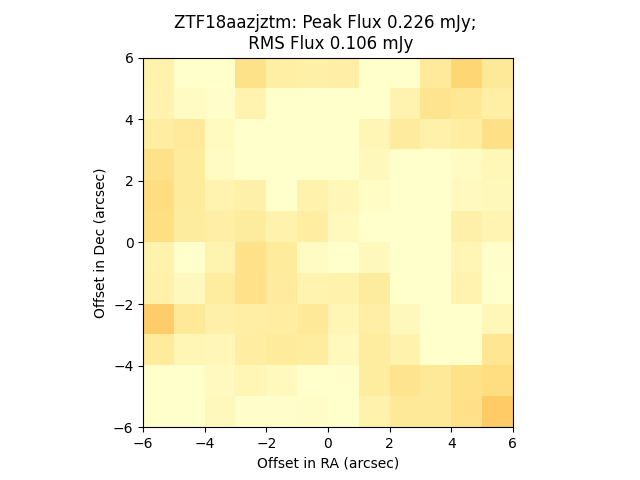 ZTF18aazjztm: Peak Flux 0.226 mJy;
RMS Flux 0.106 mJy
6
4
2
0
−2
−4
−6
Offset in Dec (arcsec)
−6 −4 −2 0 2 4 6
Offset in RA (arcsec)